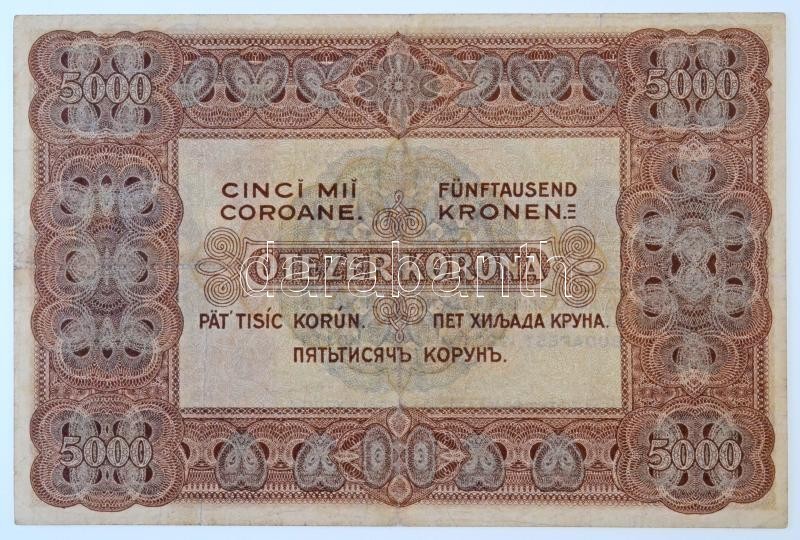 5000 5000
CINCĬ MIĬ
COROANE.
FÜNFTAUSEND
KRONEN.
ÖTEZER KORONA
darabanth
PÄŤ TISÍC KORÚN.
ПЕТ ХИЉАДА КРУНА.
ПЯТЬТИСЯЧЪ КОРУНЪ.
5000 5000